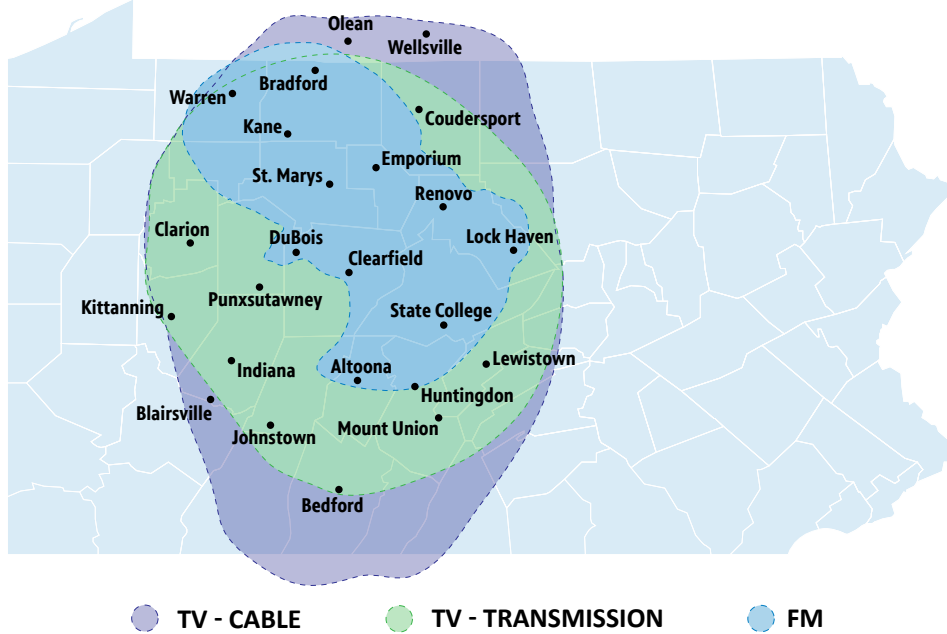 Olean
Wellsville
Bradford
Warren
Coudersport
Kane
Emporium
St. Marys
Renovo
Clarion
DuBois
Lock Haven
Clearfield
Punxsutawney
Kittanning
State College
Lewistown
Altoona
Indiana
Huntingdon
Blairsville
Mount Union
Johnstown
Bedford
TV - CABLE
TV - TRANSMISSION
FM